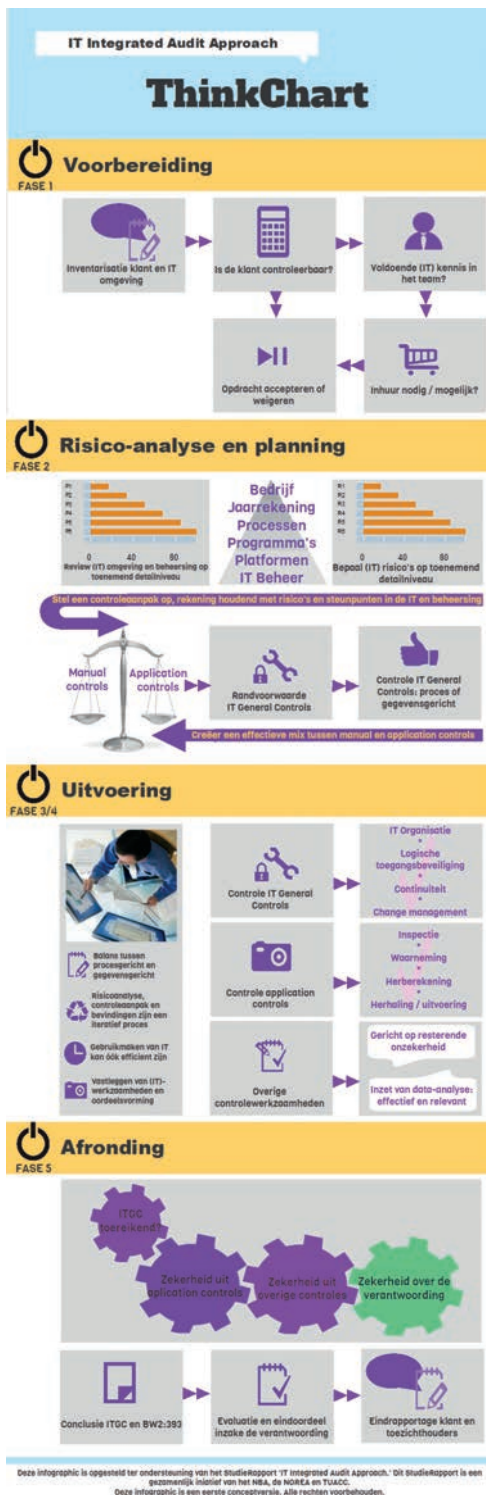 IT Integrated Audit Approach
ThinkChart
FASE 1
Voorbereiding
Inventarisatie klant en IT
omgeving
Is de klant controleerbaar?
Voldoende (IT) kennis in
het team?
Opdracht accepteren of
weigeren
Inhuur nodig / mogelijk?
FASE 2
Risico-analyse en planning
0
40
80
Review (IT) omgeving en beheersing op
toenemend detailniveau
Bedrijf
Jaarrekening
Processen
Programma's
Platformen
IT Beheer
0
40
80
Bepaal (IT) risico's op toenemend
detailniveau
Stel een controleaanpak op, rekening houdend met risico's en steunpunten in de IT en beheersing
Manual
controls
Application
controls
Randvoorwaarde
IT General Controls
Controle IT General
Controls: proces of
gegevensgericht
Creëer een effectieve mix tussen manual en application controls
FASE 3/4
Uitvoering
Balans tussen
procesgericht en
gegevensgericht
Risicoanalyse,
controleaanpak en
bevindingen zijn een
iteratief proces
Gebruikmaken van IT
kan óók efficient zijn
Vastleggen van (IT)-
werkzaamheden en
oordeelsvorming
Controle IT General
Controls
IT Organisatie
Logische
toegangsbeveiliging
Continuiteit
Change management
Controle application
controls
Inspectie
Waarneming
Herberekening
Herhaling / uitvoering
Overige
controlewerkzaamheden
Gericht op resterende
onzekerheid
Inzet van data-analyse:
effectief en relevant
FASE 5
Afronding
ITGC
toereikend?
Zekerheid uit
aplication controls
Zekerheid uit
overige controles
Zekerheid over de
verantwoording
Conclusie ITGC en BW2:393
Evaluatie en eindoordeel
inzake de verantwoording
Eindrapportage klant en
toezichthouders
Deze infographic is opgesteld ter ondersteuning van het StudieRapport 'IT Integrated Audit Approach.' Dit StudieRapport is een
gezamenlijk iniatief van het NBA, de NOREA en TUACC.
Deze infographic is een eerste conceptversie. Alle rechten voorbehouden.